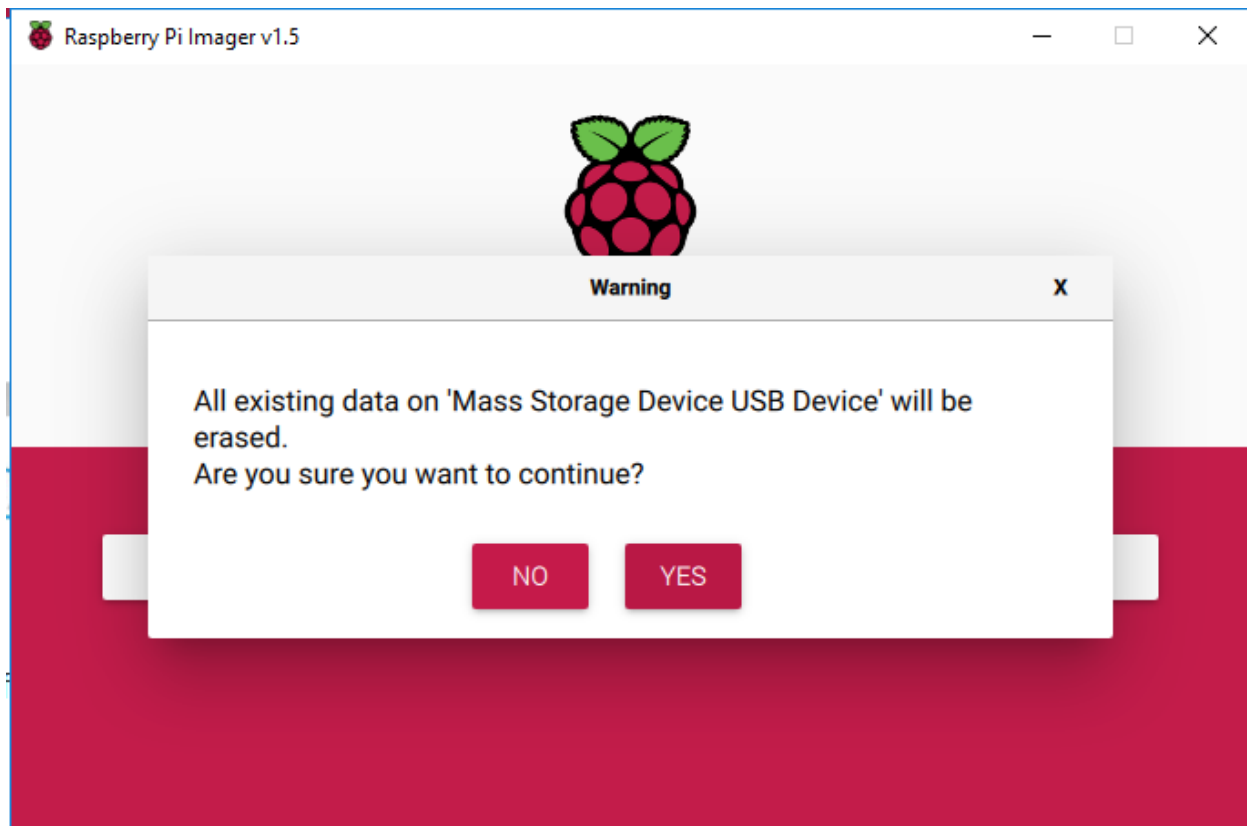 Raspberry Pi Imager v1.5
Warning
X
All existing data on 'Mass Storage Device USB Device' will be
erased.
Are you sure you want to continue?
NO
YES